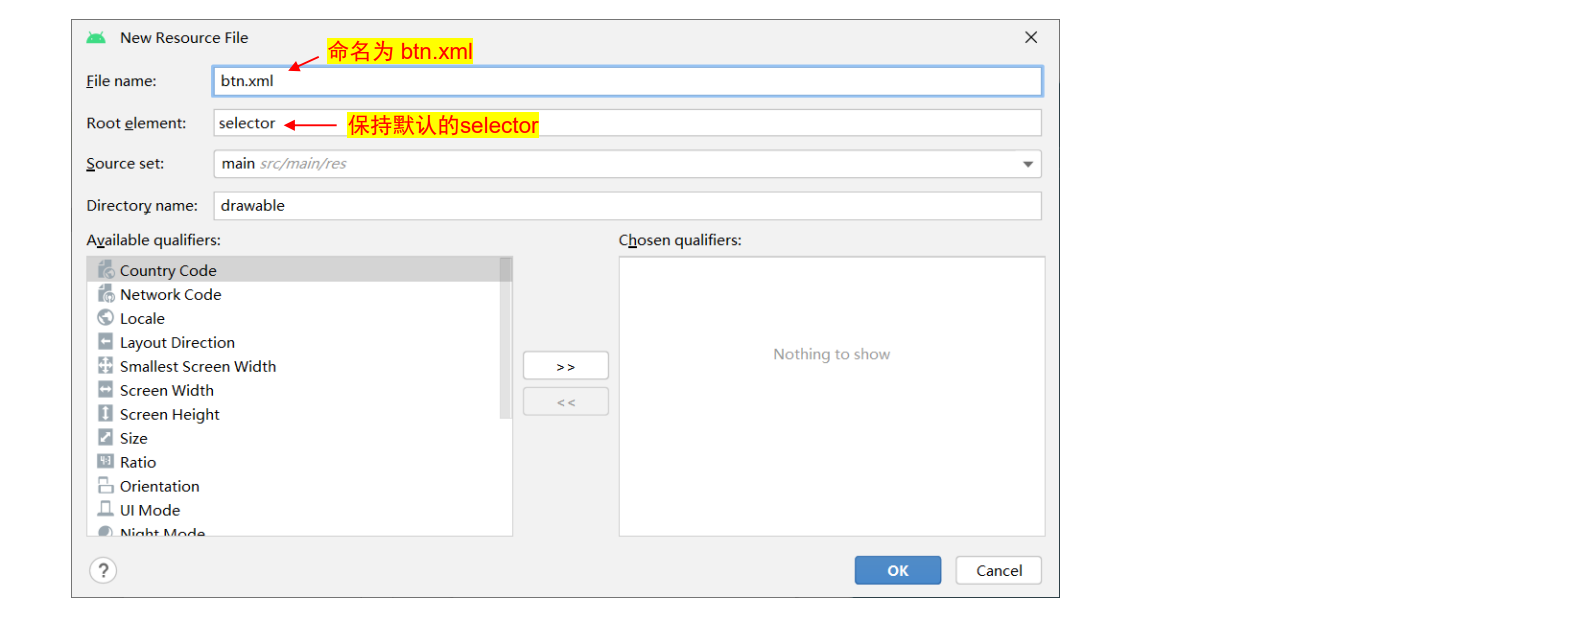 New Resource File
命名为 btn.xml
File name: btn.xml
Root element: selector 保持默认的selector
Source set: main src/main/res
Directory name: drawable
Available qualifiers:
Chosen qualifiers:
Country Code
Network Code
Locale
Layout Direction
Smallest Screen Width
Screen Width
Screen Height
Size
Ratio
Orientation
UI Mode
Night Mode
>>
<<
Nothing to show
?
OK
Cancel